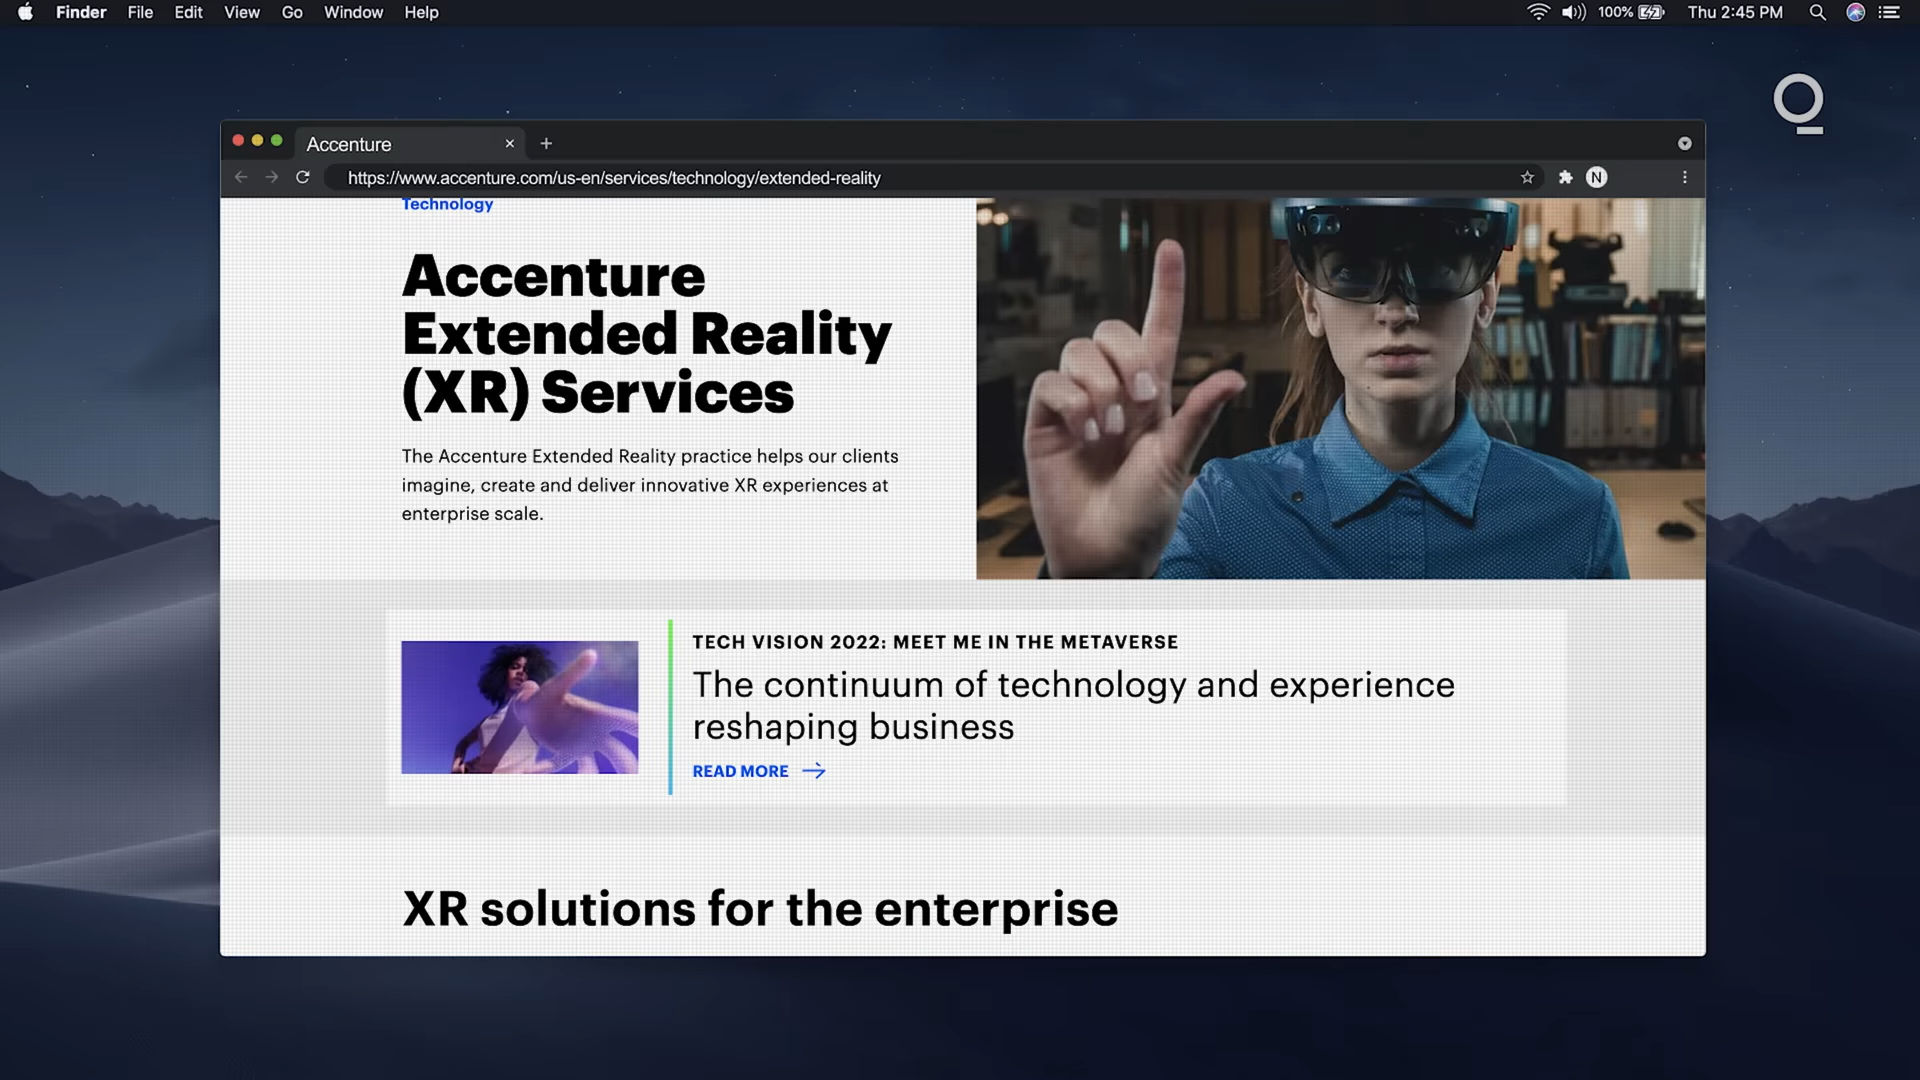 Finder File Edit View Go Window Help 100% Thu 2:45 PM
Accenture
https://www.accenture.com/us-en/services/technology/extended-reality
N
Technology
Accenture
Extended Reality
(XR) Services
The Accenture Extended Reality practice helps our clients
imagine, create and deliver innovative XR experiences at
enterprise scale.
TECH VISION 2022: MEET ME IN THE METAVERSE
The continuum of technology and experience
reshaping business
READ MORE
XR solutions for the enterprise